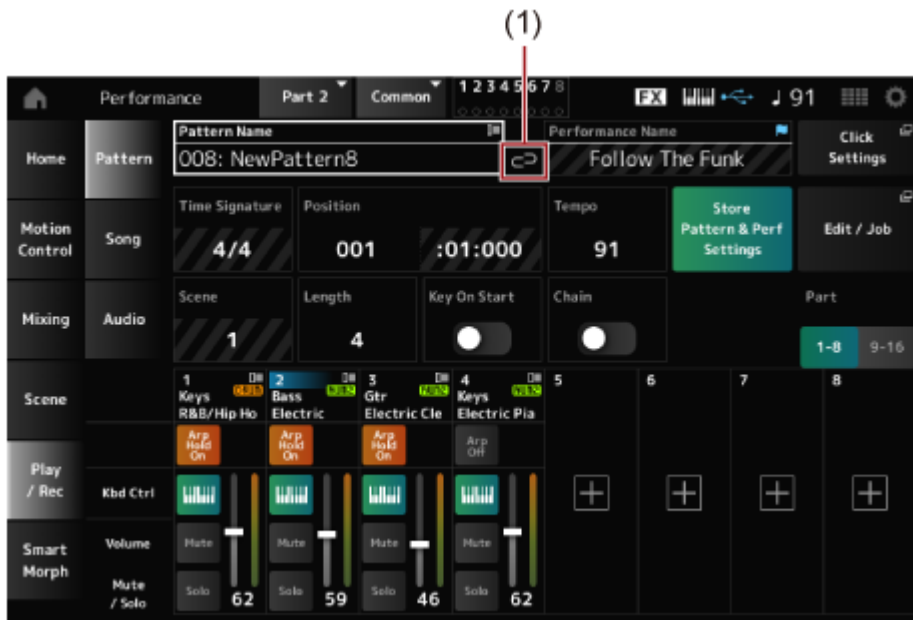 (1)
Performance
Part 2
Common
1 2 3 4 5 6 7 8
FX
91
Home
Pattern
Pattern Name
008: NewPattern8
Performance Name
Follow The Funk
Click
Settings
Motion
Control
Song
Time Signature
4/4
Position
001
:01:000
Tempo
91
Store
Pattern & Perf
Settings
Edit / Job
Mixing
Audio
Scene
1
Length
4
Key On Start
Chain
Part
1-8
9-16
Scene
1
Keys
R&B/Hip Ho
2
Bass
Electric
3
Gtr
Electric Cle
4
Keys
Electric Pia
5
6
7
8
Arp
Hold
On
Arp
Hold
On
Arp
Hold
On
Arp
Off
Play
/ Rec
Kbd Ctrl
Smart
Morph
Volume
Mute
Mute
Mute
Mute
Mute
/ Solo
Solo
62
Solo
59
Solo
46
Solo
62